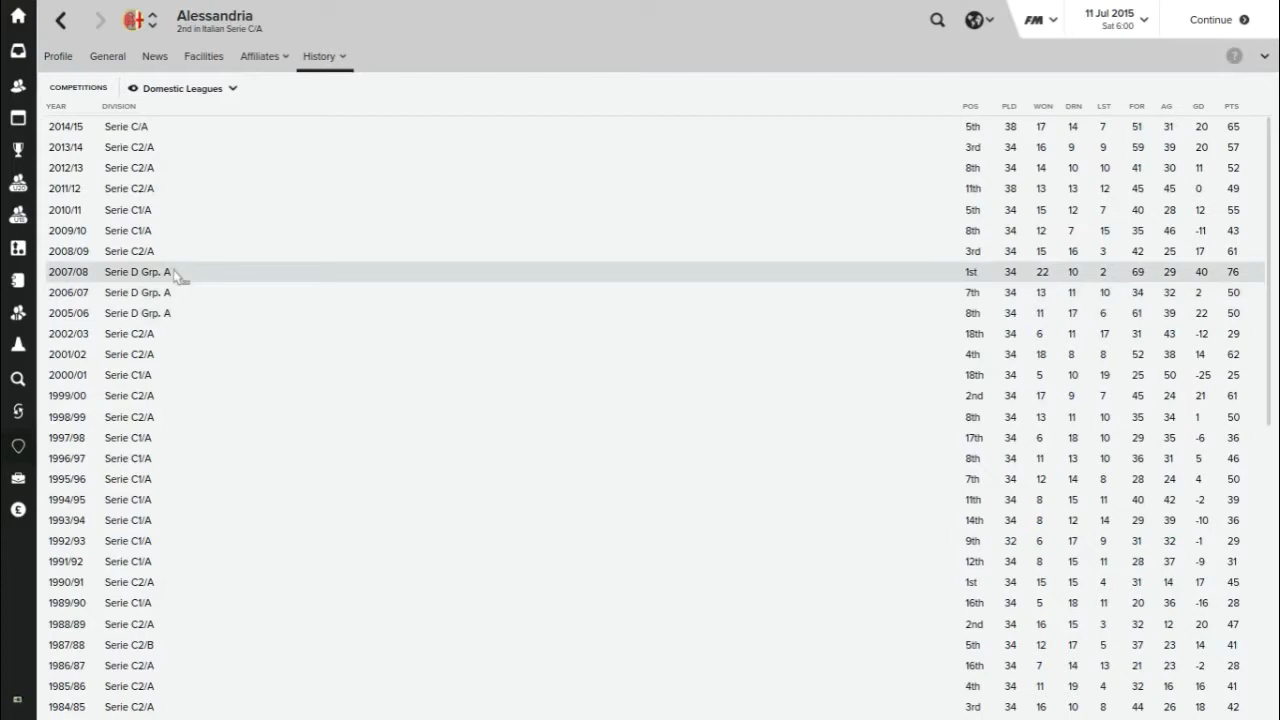 Alessandria
2nd in Italian Serie C/A
FM
11 Jul 2015
Sat 6:00
Continue
Profile General News Facilities Affiliates History ?
COMPETITIONS Domestic Leagues
YEAR DIVISION POS PLD WON DRN LST FOR AG GD PTS
2014/15 Serie C/A 5th 38 17 14 7 51 31 20 65
2013/14 Serie C2/A 3rd 34 16 9 9 59 39 20 57
2012/13 Serie C2/A 8th 34 14 10 10 41 30 11 52
2011/12 Serie C2/A 11th 38 13 13 12 45 45 0 49
2010/11 Serie C1/A 5th 34 15 12 7 40 28 12 55
2009/10 Serie C1/A 8th 34 12 7 15 35 46 -11 43
2008/09 Serie C2/A 3rd 34 15 16 3 42 25 17 61
2007/08 Serie D Grp. A 1st 34 22 10 2 69 29 40 76
2006/07 Serie D Grp. A 7th 34 13 11 10 34 32 2 50
2005/06 Serie D Grp. A 8th 34 11 17 6 61 39 22 50
2002/03 Serie C2/A 18th 34 6 11 17 31 43 -12 29
2001/02 Serie C2/A 4th 34 18 8 8 52 38 14 62
2000/01 Serie C1/A 18th 34 5 10 19 25 50 -25 25
1999/00 Serie C2/A 2nd 34 17 9 7 45 24 21 61
1998/99 Serie C2/A 8th 34 13 11 10 35 34 1 50
1997/98 Serie C1/A 17th 34 6 18 10 29 35 -6 36
1996/97 Serie C1/A 8th 34 11 13 10 36 31 5 46
1995/96 Serie C1/A 7th 34 12 14 8 28 24 4 50
1994/95 Serie C1/A 11th 34 8 15 11 40 42 -2 39
1993/94 Serie C1/A 14th 34 8 12 14 29 39 -10 36
1992/93 Serie C1/A 9th 32 6 17 9 31 32 -1 29
1991/92 Serie C1/A 12th 34 8 15 11 28 37 -9 31
1990/91 Serie C2/A 1st 34 15 15 4 31 14 17 45
1989/90 Serie C1/A 16th 34 5 18 11 20 36 -16 28
1988/89 Serie C2/A 2nd 34 16 15 3 32 12 20 47
1987/88 Serie C2/B 5th 34 12 17 5 37 23 14 41
1986/87 Serie C2/A 16th 34 7 14 13 21 23 -2 28
1985/86 Serie C2/A 4th 34 11 19 4 32 16 16 41
1984/85 Serie C2/A 3rd 34 16 10 8 44 26 18 42